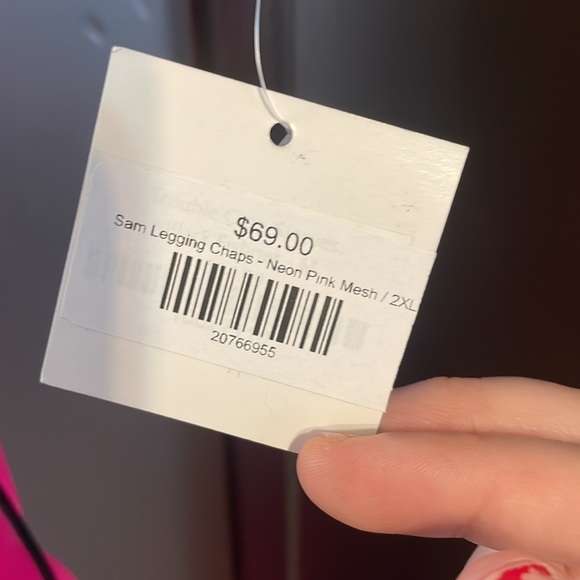 $69.00
Sam Legging Chaps - Neon Pink Mesh / 2XL
20766955